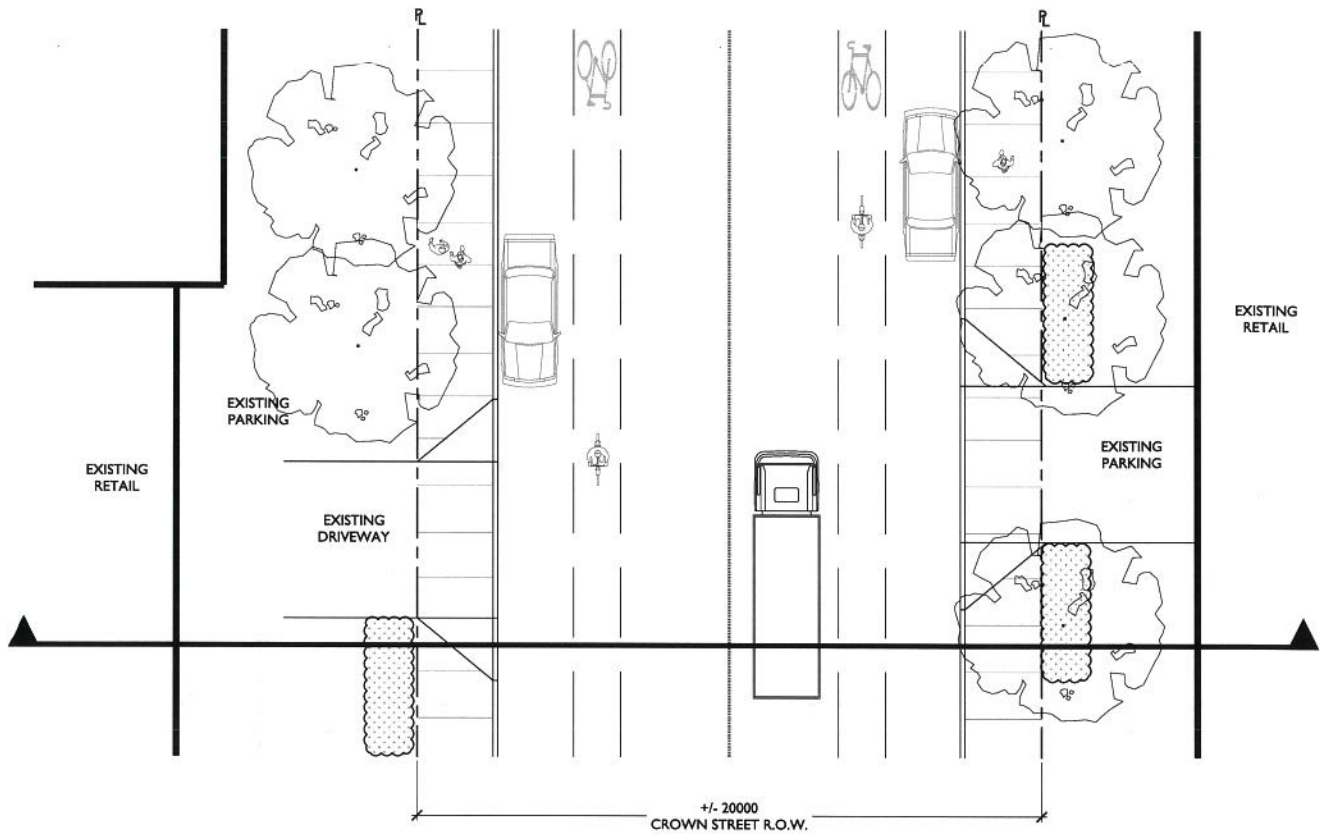 PL
PL
EXISTING
RETAIL
EXISTING
PARKING
EXISTING
PARKING
EXISTING
RETAIL
EXISTING
DRIVEWAY
+/- 20000
CROWN STREET R.O.W.